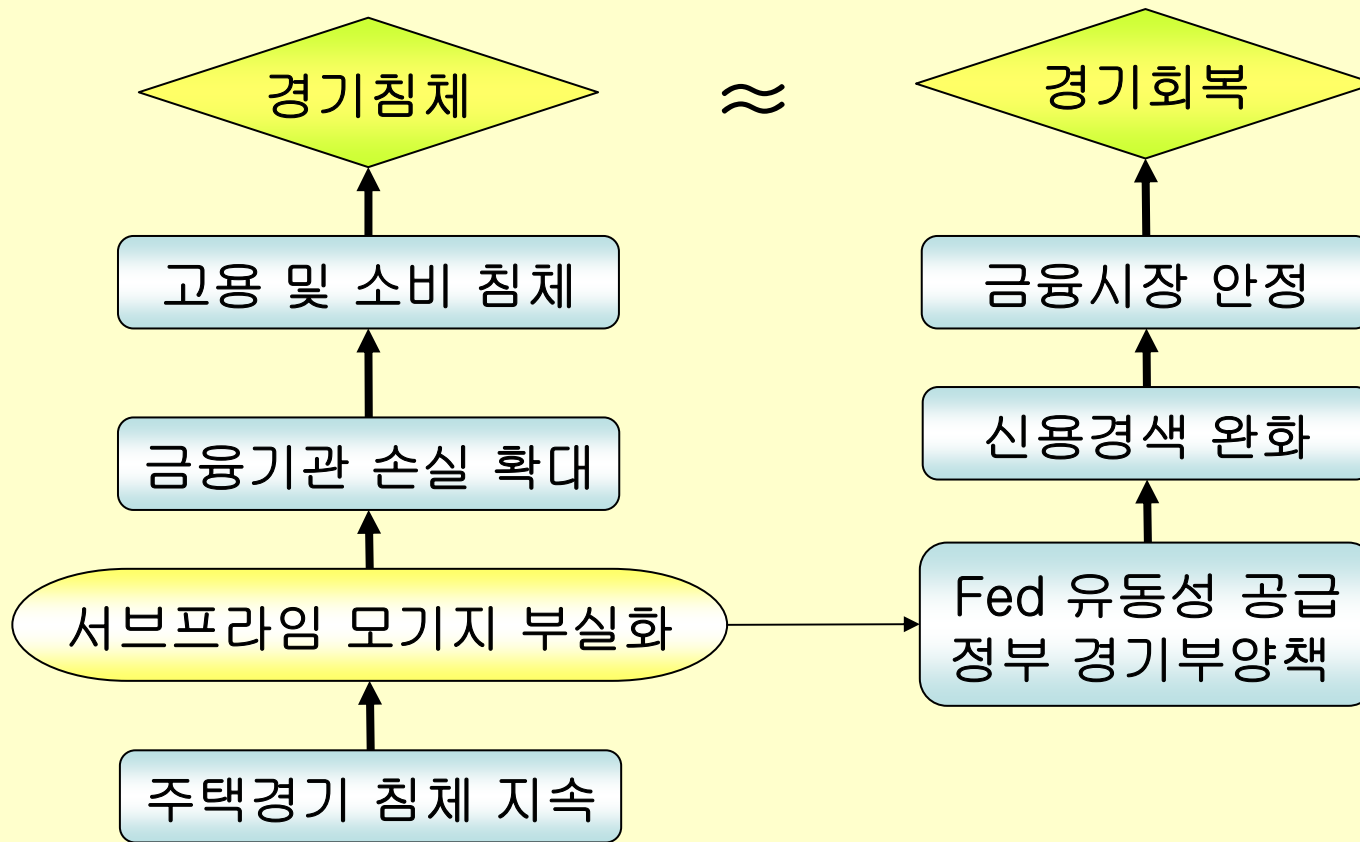 경기침체
≈
경기회복
고용 및 소비 침체
금융시장 안정
금융기관 손실 확대
신용경색 완화
서브프라임 모기지 부실화
Fed 유동성 공급
정부 경기부양책
주택경기 침체 지속